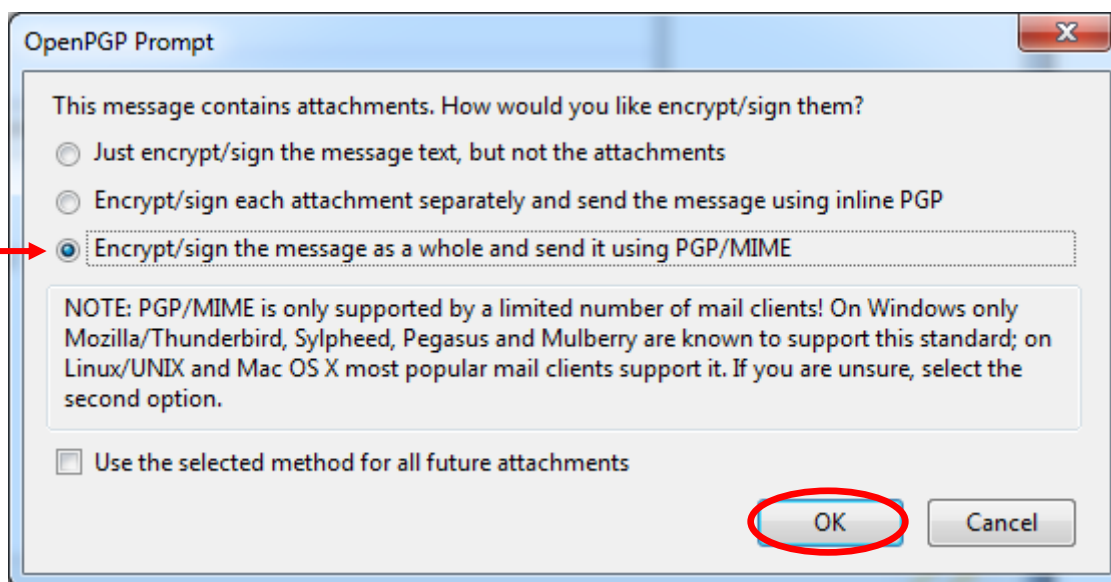 OpenPGP Prompt
This message contains attachments. How would you like encrypt/sign them?
Just encrypt/sign the message text, but not the attachments
Encrypt/sign each attachment separately and send the message using inline PGP
Encrypt/sign the message as a whole and send it using PGP/MIME
NOTE: PGP/MIME is only supported by a limited number of mail clients! On Windows only
Mozilla/Thunderbird, Sylpheed, Pegasus and Mulberry are known to support this standard; on
Linux/UNIX and Mac OS X most popular mail clients support it. If you are unsure, select the
second option.
Use the selected method for all future attachments
OK
Cancel